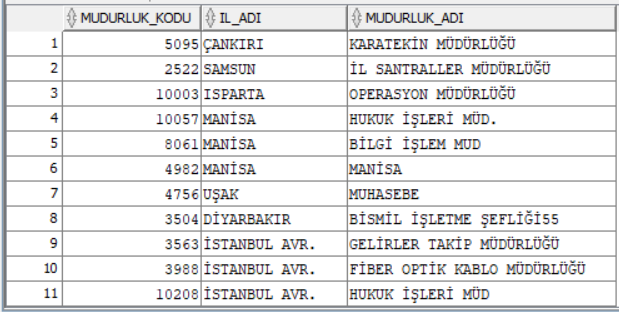 MUDURLUK_KODU IL_ADI MUDURLUK_ADI
1 5095 ÇANKIRI KARATEKİN MÜDÜRLÜĞÜ
2 2522 SAMSUN İL SANTRALLER MÜDÜRLÜĞÜ
3 10003 ISPARTA OPERASYON MÜDÜRLÜĞÜ
4 10057 MANİSA HUKUK İŞLERİ MÜD.
5 8061 MANİSA BİLGİ İŞLEM MUD
6 4982 MANİSA MANİSA
7 4756 UŞAK MUHASEBE
8 3504 DİYARBAKIR BİSMİL İŞLETME ŞEFLİĞİ55
9 3563 İSTANBUL AVR. GELİRLER TAKİP MÜDÜRLÜĞÜ
10 3988 İSTANBUL AVR. FİBER OPTİK KABLO MÜDÜRLÜĞÜ
11 10208 İSTANBUL AVR. HUKUK İŞLERİ MÜD